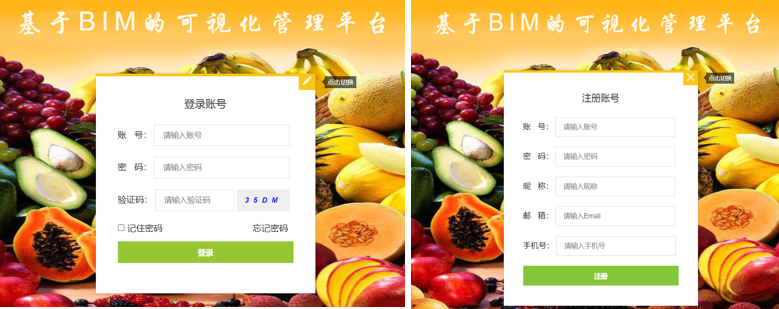 基于BIM的可视化管理平台
点击切换
登录账号
账 号： 请输入账号
密 码： 请输入密码
验证码： 请输入验证码 35DM
记住密码 忘记密码
登录
基于BIM的可视化管理平台
点击切换
注册账号
账 号： 请输入账号
密 码： 请输入密码
昵 称： 请输入昵称
邮 箱： 请输入Email
手机号： 请输入手机号
注册